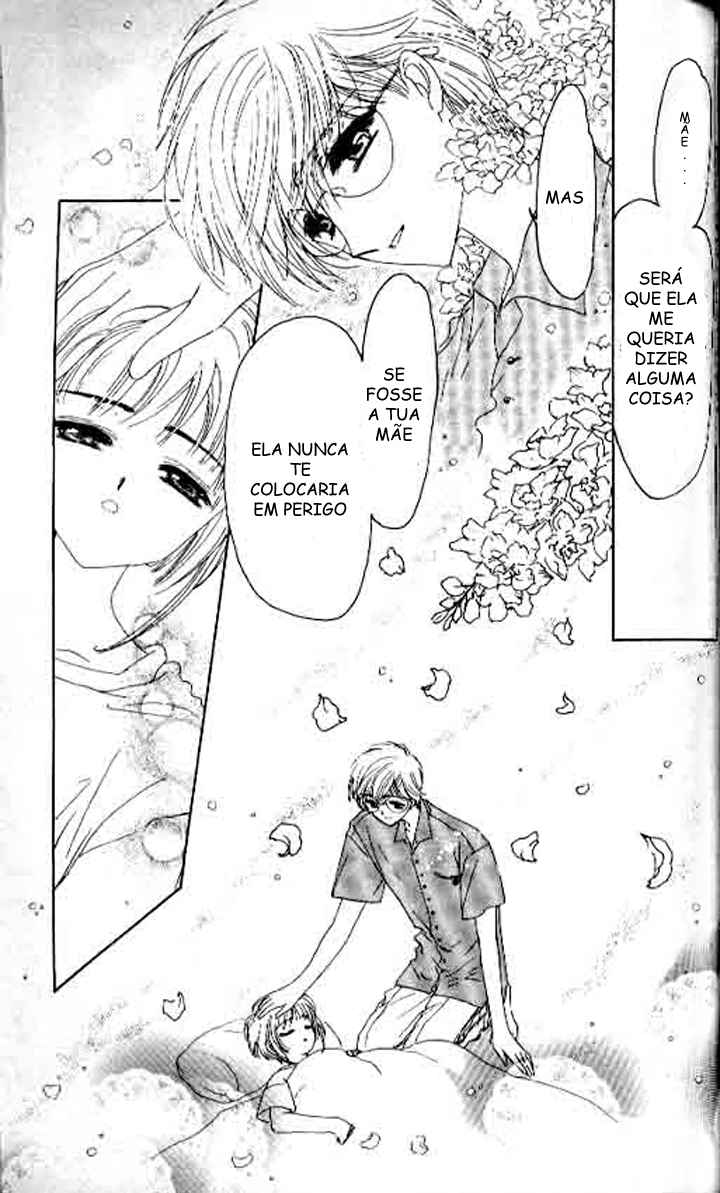 MÃE...
SERÁ
QUE ELA
ME
QUERIA
DIZER
ALGUMA
COISA?
MAS
SE
FOSSE
A TUA
MÃE
ELA NUNCA
TE
COLOCARIA
EM PERIGO